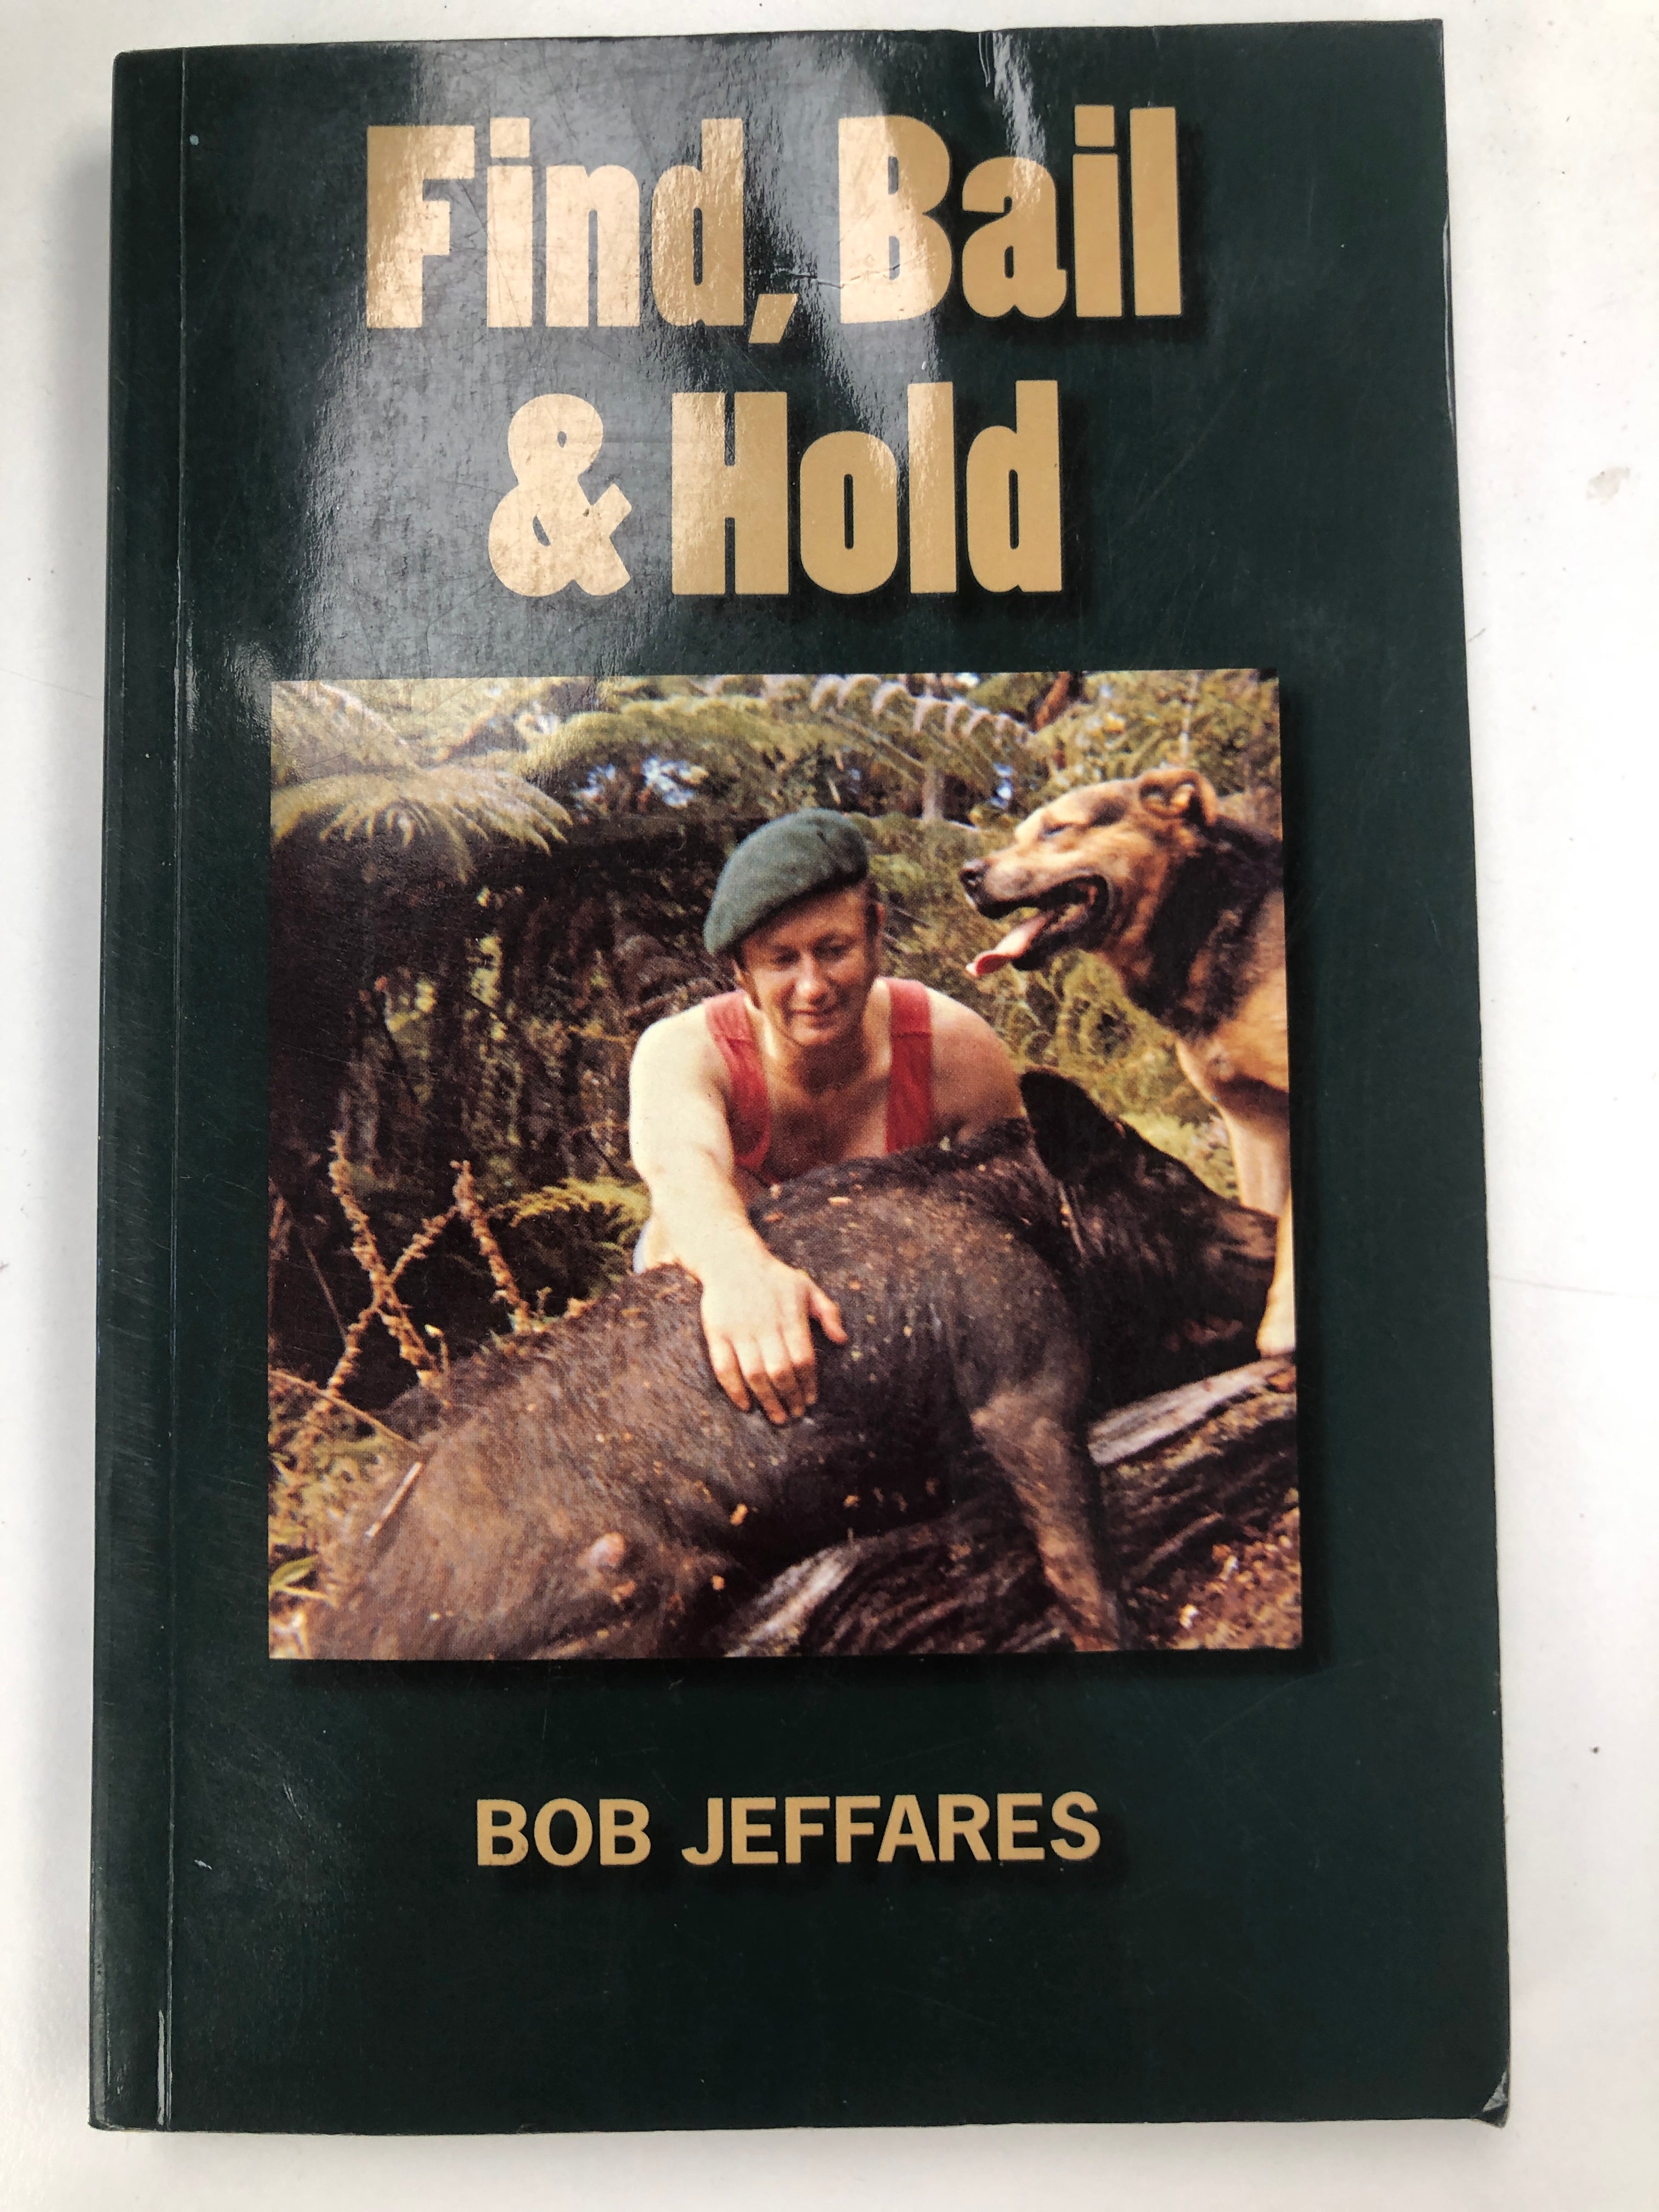 Find, Bail
& Hold
BOB JEFFARES